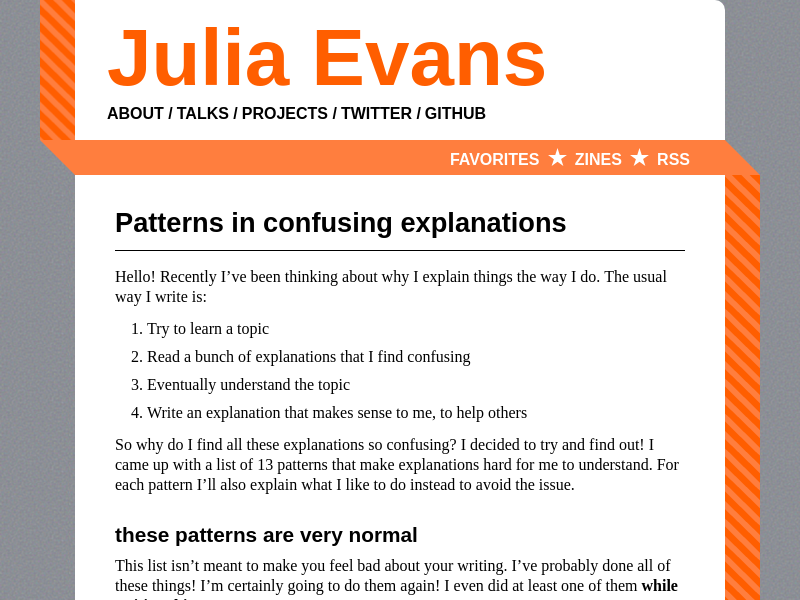 Julia Evans
ABOUT / TALKS / PROJECTS / TWITTER / GITHUB
FAVORITES ★ ZINES ★ RSS
Patterns in confusing explanations
Hello! Recently I’ve been thinking about why I explain things the way I do. The usual
way I write is:
1. Try to learn a topic
2. Read a bunch of explanations that I find confusing
3. Eventually understand the topic
4. Write an explanation that makes sense to me, to help others
So why do I find all these explanations so confusing? I decided to try and find out! I
came up with a list of 13 patterns that make explanations hard for me to understand. For
each pattern I’ll also explain what I like to do instead to avoid the issue.
these patterns are very normal
This list isn’t meant to make you feel bad about your writing. I’ve probably done all of
these things! I’m certainly going to do them again! I even did at least one of them while